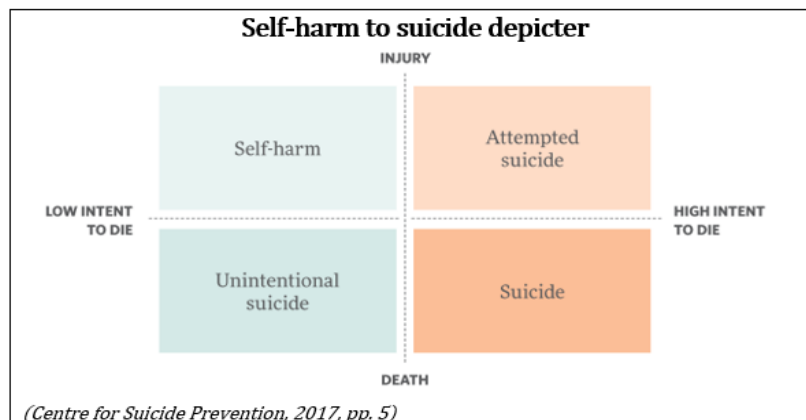 Self-harm to suicide depicter
INJURY
Self-harm
Attempted
suicide
LOW INTENT
TO DIE
HIGH INTENT
TO DIE
Unintentional
suicide
Suicide
DEATH
(Centre for Suicide Prevention, 2017, pp. 5)